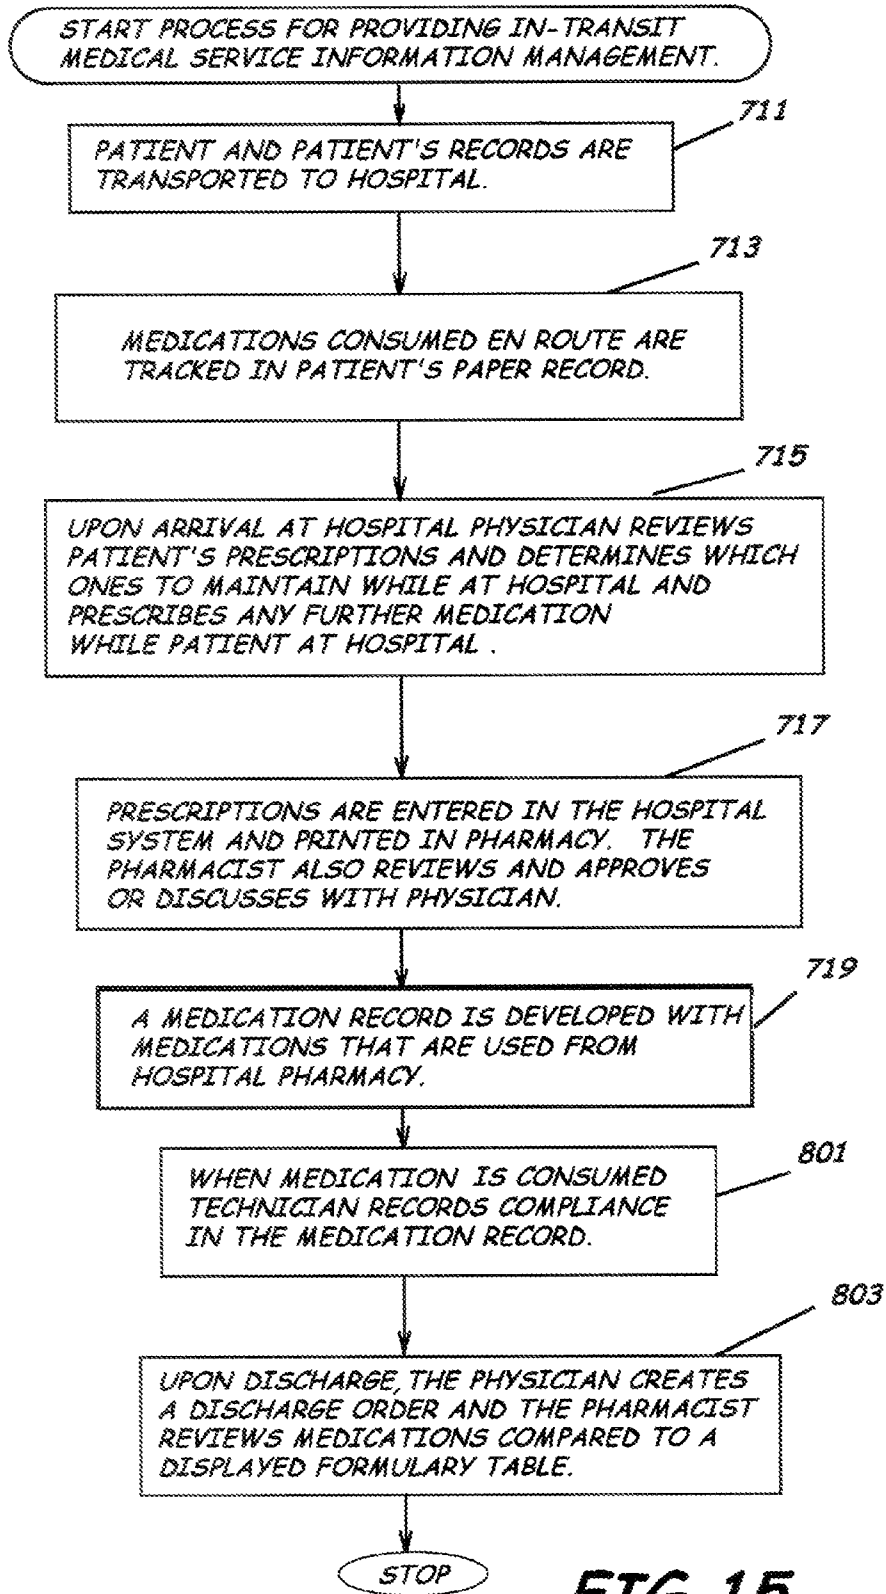 START PROCESS FOR PROVIDING IN-TRANSIT
MEDICAL SERVICE INFORMATION MANAGEMENT.
711
PATIENT AND PATIENT'S RECORDS ARE
TRANSPORTED TO HOSPITAL.
713
MEDICATIONS CONSUMED EN ROUTE ARE
TRACKED IN PATIENT'S PAPER RECORD.
715
UPON ARRIVAL AT HOSPITAL PHYSICIAN REVIEWS
PATIENT'S PRESCRIPTIONS AND DETERMINES WHICH
ONES TO MAINTAIN WHILE AT HOSPITAL AND
PRESCRIBES ANY FURTHER MEDICATION
WHILE PATIENT AT HOSPITAL .
717
PRESCRIPTIONS ARE ENTERED IN THE HOSPITAL
SYSTEM AND PRINTED IN PHARMACY. THE
PHARMACIST ALSO REVIEWS AND APPROVES
OR DISCUSSES WITH PHYSICIAN.
719
A MEDICATION RECORD IS DEVELOPED WITH
MEDICATIONS THAT ARE USED FROM
HOSPITAL PHARMACY.
801
WHEN MEDICATION IS CONSUMED
TECHNICIAN RECORDS COMPLIANCE
IN THE MEDICATION RECORD.
803
UPON DISCHARGE, THE PHYSICIAN CREATES
A DISCHARGE ORDER AND THE PHARMACIST
REVIEWS MEDICATIONS COMPARED TO A
DISPLAYED FORMULARY TABLE.
STOP
FIG. 15